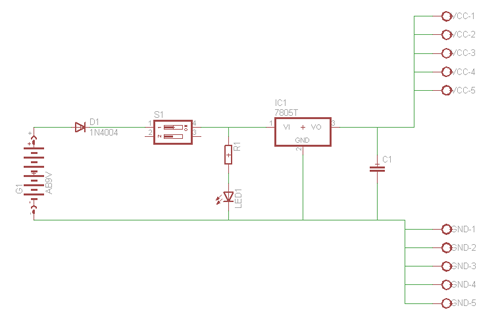 VCC-1
VCC-2
VCC-3
VCC-4
VCC-5
D1
1N4004
S1
1
4
2
3
IC1
7805T
1
VI
VO
3
GND
2
R1
C1
LED1
G1
AB9V
GND-1
GND-2
GND-3
GND-4
GND-5